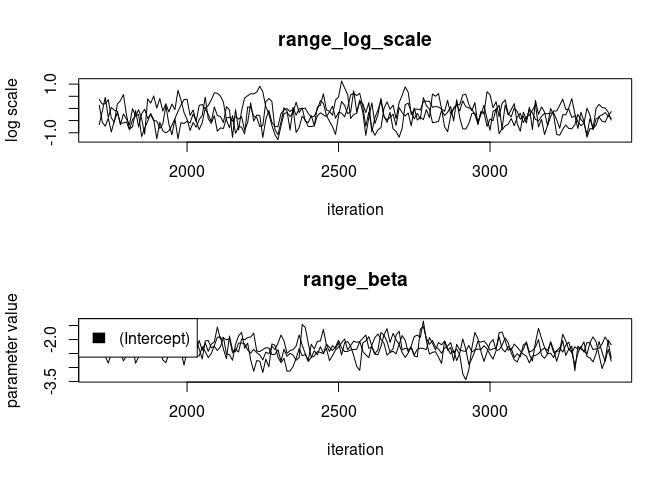 range_log_scale
log scale
1.0
-1.0
2000 2500 3000
iteration
range_beta
parameter value
-2.0
-3.5
(Intercept)
2000 2500 3000
iteration